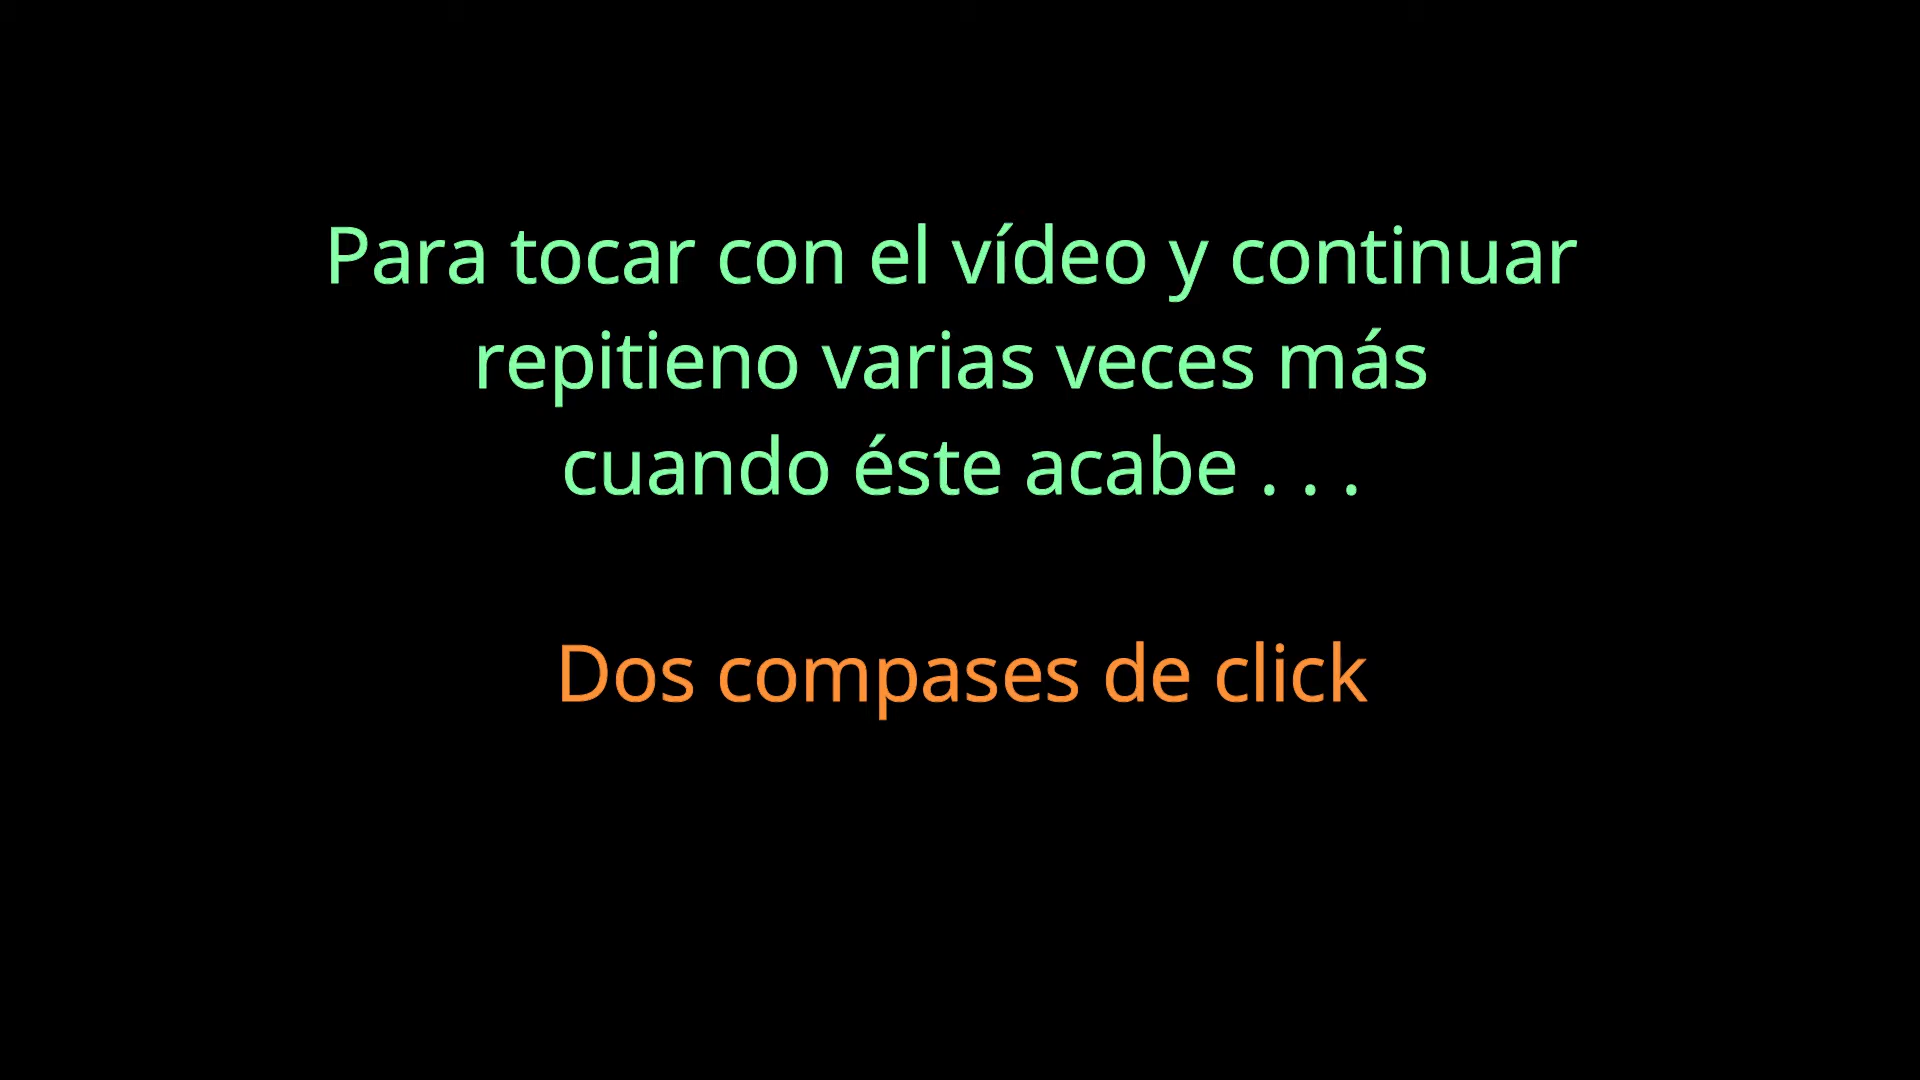 Para tocar con el vídeo y continuar
repitieno varias veces más
cuando éste acabe . . .
Dos compases de click